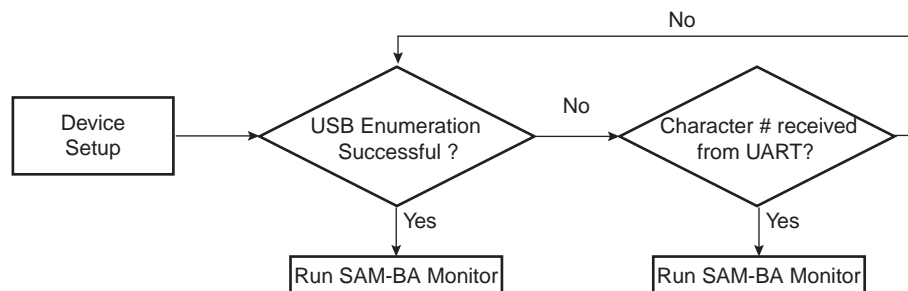 No
Device
Setup
USB Enumeration
Successful ?
No
Character # received
from UART?
Yes
Yes
Run SAM-BA Monitor
Run SAM-BA Monitor